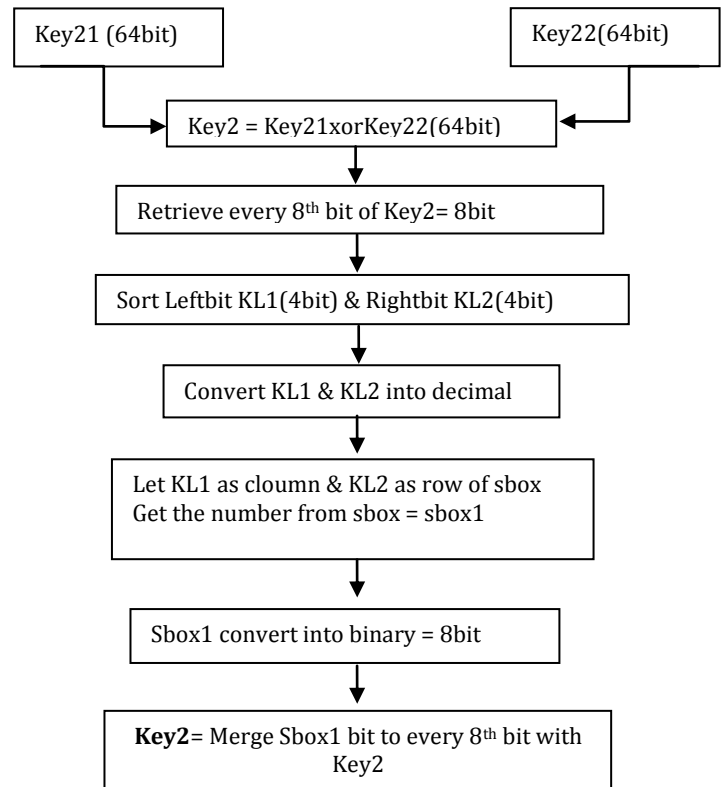 Key21 (64bit)
Key22(64bit)
Key2 = Key21xorKey22(64bit)
Retrieve every 8th bit of Key2= 8bit
Sort Leftbit KL1(4bit) & Rightbit KL2(4bit)
Convert KL1 & KL2 into decimal
Let KL1 as cloumn & KL2 as row of sbox
Get the number from sbox = sbox1
Sbox1 convert into binary = 8bit
Key2= Merge Sbox1 bit to every 8th bit with
Key2